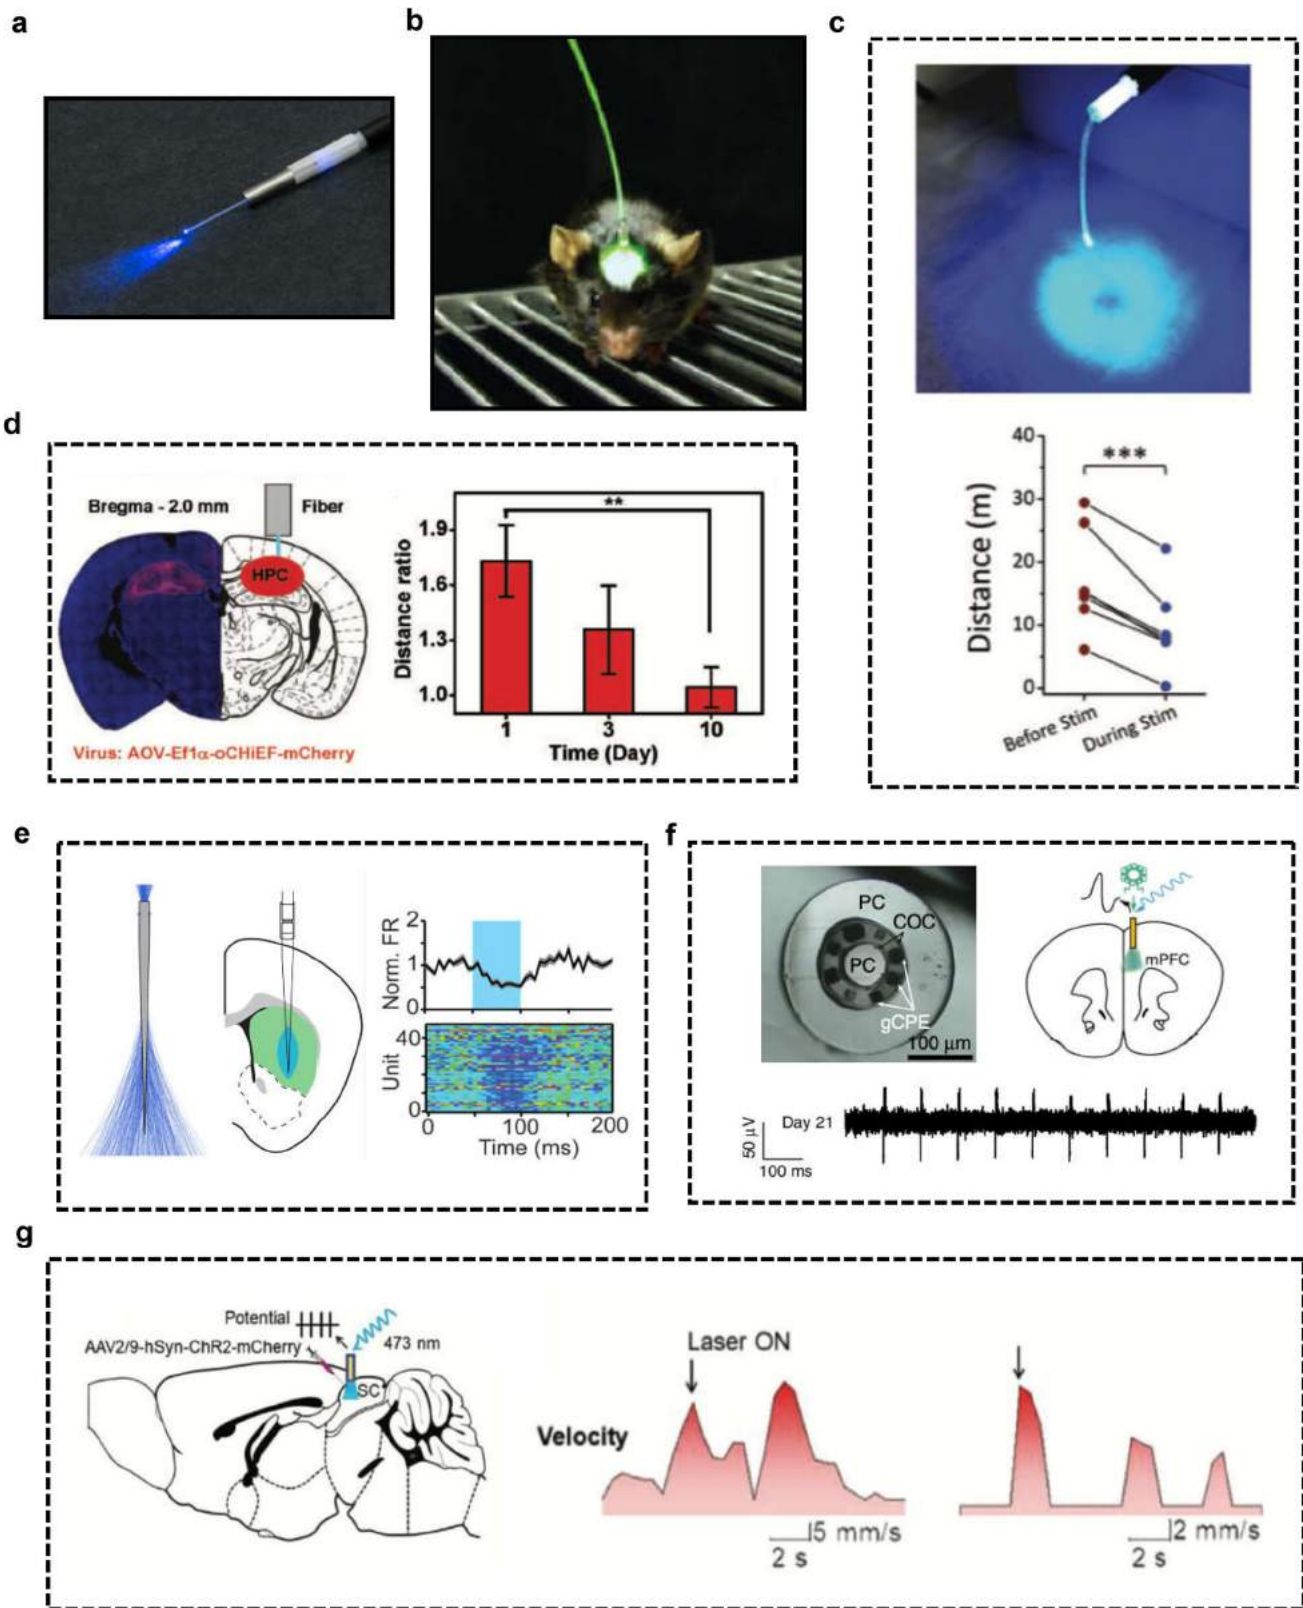 a
b
c
d
Bregma - 2.0 mm
Fiber
HPC
Virus: AOV-Ef1α-oCHiEF-mCherry
**
Distance ratio
1.9
1.6
1.3
1.0
1
3
10
Time (Day)
***
Distance (m)
40
30
20
10
0
Before Stim
During Stim
e
Norm. FR
2
1
0
Unit
40
0
0
200
Time (ms)
f
PC
COC
PC
gCPE
100 μm
mPFC
50 μV
Day 21
100 ms
g
Potential
AAV2/9-hSyn-ChR2-mCherry
473 nm
SC
Laser ON
Velocity
5 mm/s
2 s
2 mm/s
2 s